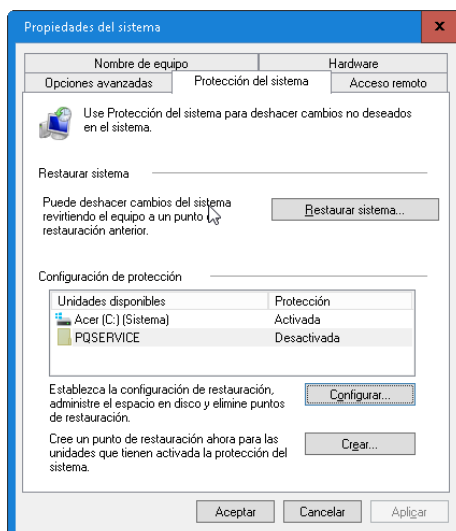 Propiedades del sistema
x
Nombre de equipo
Hardware
Opciones avanzadas
Protección del sistema
Acceso remoto
Use Protección del sistema para deshacer cambios no deseados
en el sistema.
Restaurar sistema
Puede deshacer cambios del sistema
revirtiendo el equipo a un punto
restauración anterior.
Restaurar sistema...
Configuración de protección
Unidades disponibles
Protección
Acer (C:) (Sistema)
Activada
PQSERVICE
Desactivada
Establezca la configuración de restauración,
administre el espacio en disco y elimine puntos
de restauración.
Configurar...
Cree un punto de restauración ahora para las
unidades que tienen activada la protección del
sistema.
Crear...
Aceptar
Cancelar
Aplicar